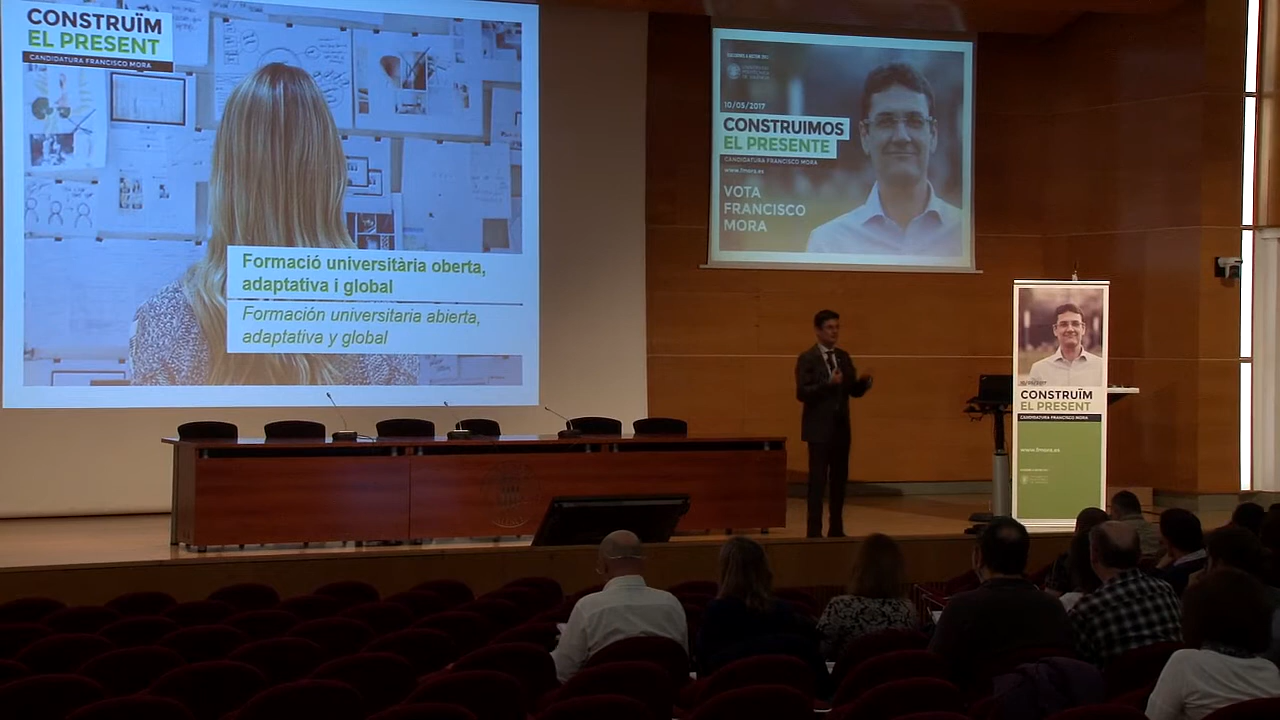 CONSTRUÏM
EL PRESENT
CANDIDATURA FRANCISCO MORA
Formació universitària oberta,
adaptativa i global
Formación universitaria abierta,
adaptativa y global
10/05/2017
CONSTRUIMOS
EL PRESENTE
CANDIDATURA FRANCISCO MORA
www.fmora.es
VOTA
FRANCISCO
MORA
CONSTRUÏM
EL PRESENT
CANDIDATURA FRANCISCO MORA
www.fmora.es